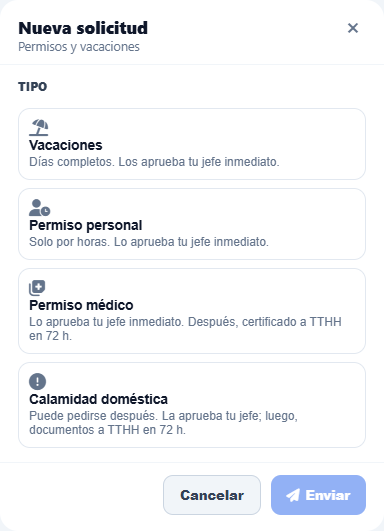 Nueva solicitud
Permisos y vacaciones
TIPO
Vacaciones
Días completos. Los aprueba tu jefe inmediato.
Permiso personal
Solo por horas. Lo aprueba tu jefe inmediato.
Permiso médico
Lo aprueba tu jefe inmediato. Después, certificado a TTHH
en 72 h.
Calamidad doméstica
Puede pedirse después. La aprueba tu jefe; luego,
documentos a TTHH en 72 h.
Cancelar
Enviar